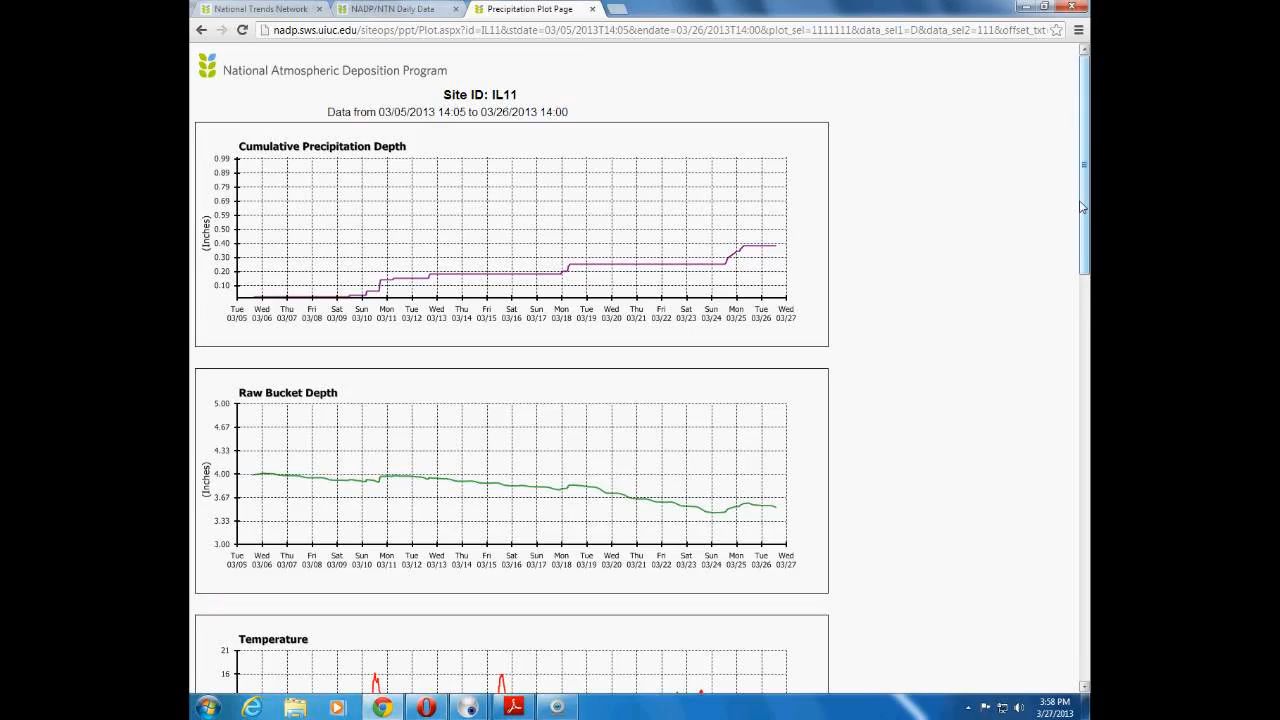 National Trends Network
NADP/NTN Daily Data
Precipitation Plot Page
nadp.sws.uiuc.edu/siteops/ppt/Plot.aspx?id=IL11&stdate=03/05/2013T14:05&endate=03/26/2013T14:00&plot_sel=1111111&data_sel1=D&data_sel2=111&offset_txt=
National Atmospheric Deposition Program
Site ID: IL11
Data from 03/05/2013 14:05 to 03/26/2013 14:00
Cumulative Precipitation Depth
(Inches)
0.99
0.89
0.79
0.69
0.59
0.50
0.40
0.30
0.20
0.10
Tue Wed Thu Fri Sat Sun Mon Tue Wed Thu Fri Sat Sun Mon Tue Wed Thu Fri Sat Sun Mon Tue Wed
03/05 03/06 03/07 03/08 03/09 03/10 03/11 03/12 03/13 03/14 03/15 03/16 03/17 03/18 03/19 03/20 03/21 03/22 03/23 03/24 03/25 03/26 03/27
Raw Bucket Depth
(Inches)
5.00
4.67
4.33
4.00
3.67
3.33
3.00
Tue Wed Thu Fri Sat Sun Mon Tue Wed Thu Fri Sat Sun Mon Tue Wed Thu Fri Sat Sun Mon Tue Wed
03/05 03/06 03/07 03/08 03/09 03/10 03/11 03/12 03/13 03/14 03/15 03/16 03/17 03/18 03/19 03/20 03/21 03/22 03/23 03/24 03/25 03/26 03/27
Temperature
21
16
3:58 PM
3/27/2013